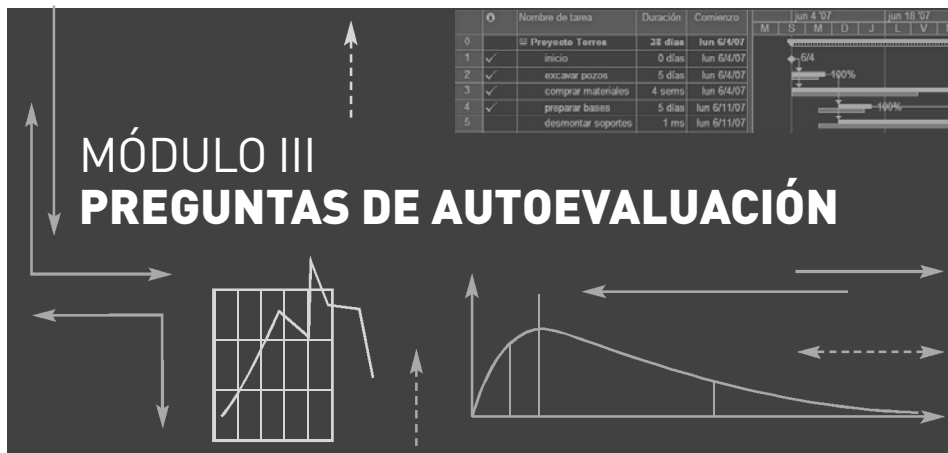 Nombre de tarea Duración Comienzo jun 4 '07 jun 18 '07
M S M D J L V
0 Proyecto Torres 38 días lun 6/4/07
1 inicio 0 días lun 6/4/07 6/4
2 excavar pozos 5 días lun 6/4/07 100%
3 comprar materiales 4 sems lun 6/4/07
4 preparar bases 5 días lun 6/11/07 100%
5 desmontar soportes 1 ms lun 6/11/07
MÓDULO III
PREGUNTAS DE AUTOEVALUACIÓN